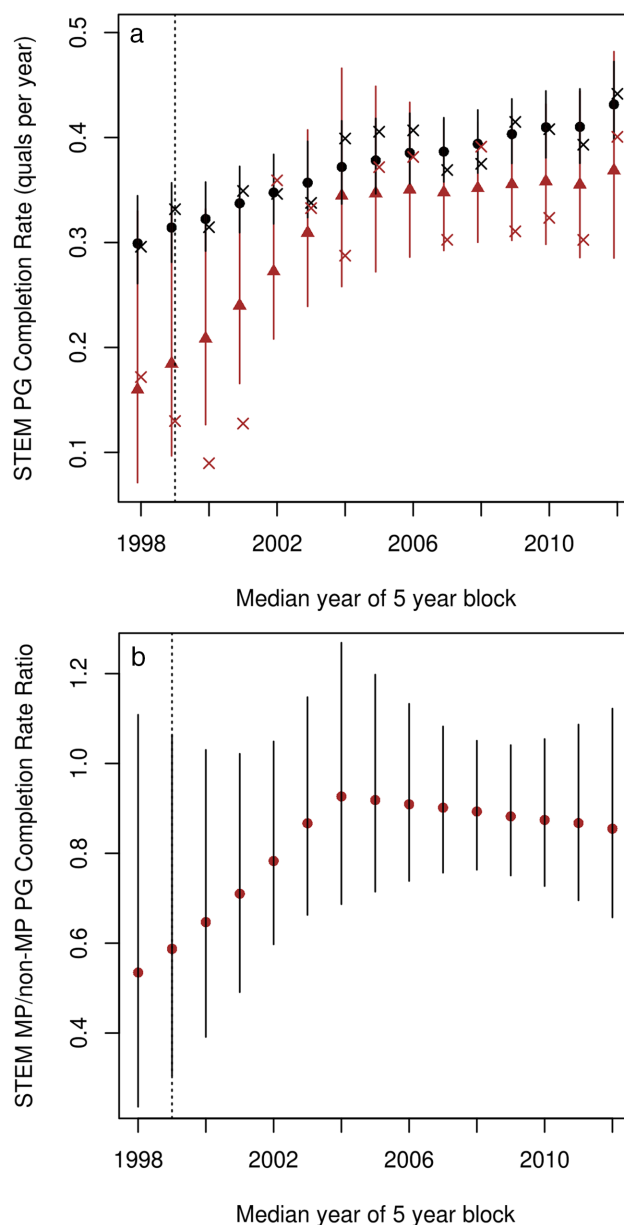 a
STEM PG Completion Rate (quals per year)
0.5
0.4
0.3
0.2
0.1
1998 2002 2006 2010
Median year of 5 year block
b
STEM MP/non-MP PG Completion Rate Ratio
1.2
1.0
0.8
0.6
0.4
1998 2002 2006 2010
Median year of 5 year block